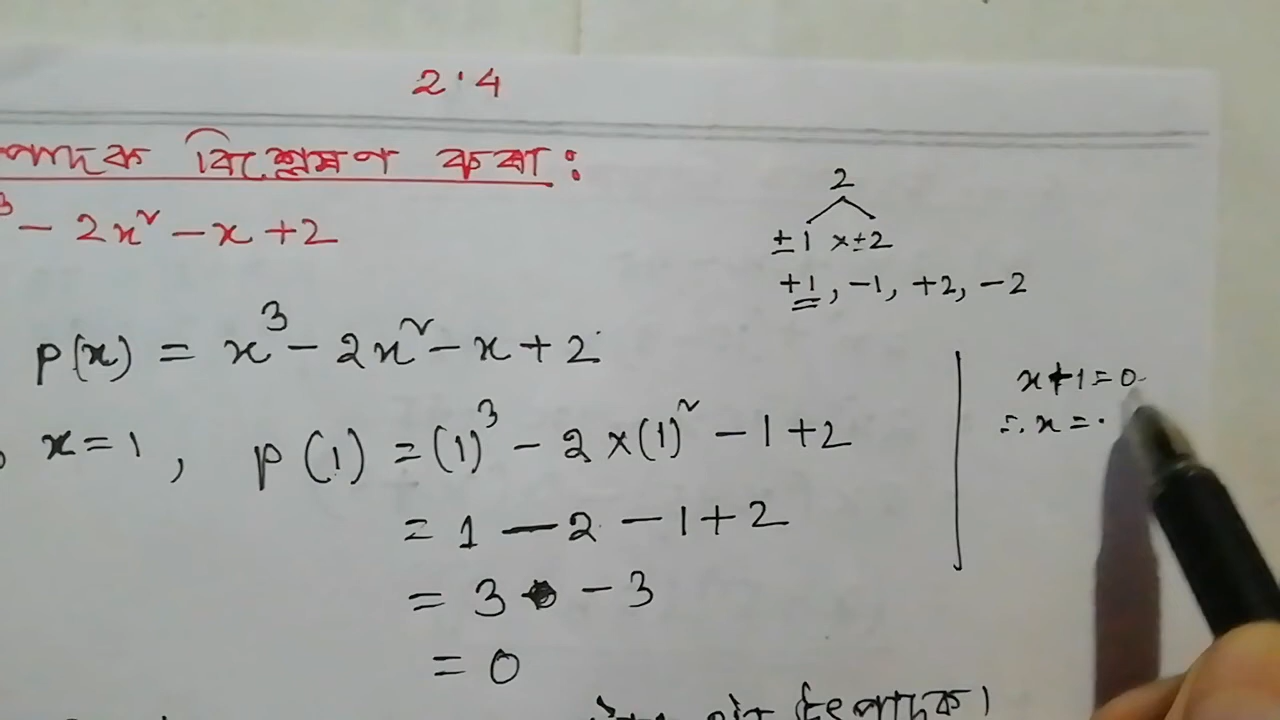 2.4
বিশ্লেষণ করো:
3 - 2x² - x + 2
2
±1 × ±2
+1, -1, +2, -2
p(x) = x³ - 2x² - x + 2
x = 1, p(1) = (1)³ - 2×(1)² - 1 + 2
= 1 - 2 - 1 + 2
= 3 - 3
= 0
x+1=0
∴ x =